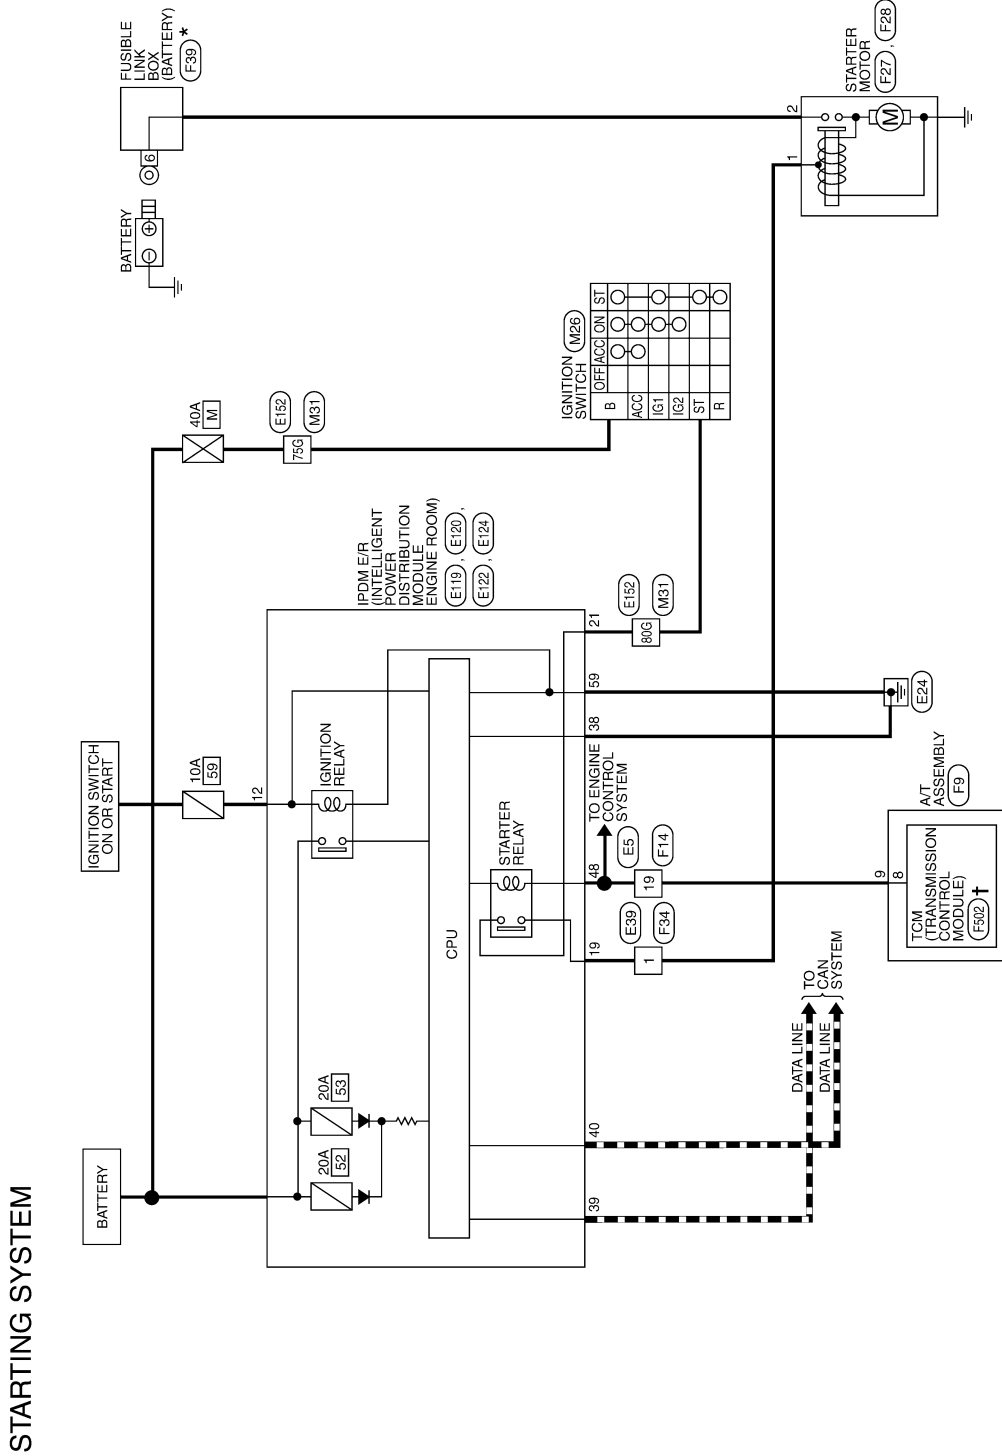 STARTING SYSTEM
BATTERY
IGNITION SWITCH
ON OR START
10A
59
40A
M
E152
M31
75G
BATTERY
6
FUSIBLE
LINK
BOX
(BATTERY)
F39
*
IPDM E/R
(INTELLIGENT
POWER
DISTRIBUTION
MODULE
ENGINE ROOM)
E119 , E120 ,
E122 , E124
12
20A
52
20A
53
IGNITION
RELAY
CPU
STARTER
RELAY
39
40
19
48
38
59
21
IGNITION
SWITCH
M26
OFF
ACC
ON
ST
B
ACC
IG1
IG2
ST
R
E152
M31
80G
TO ENGINE
CONTROL
SYSTEM
E39
F34
1
E5
F14
19
E24
STARTER
MOTOR
F27 , F28
1
2
M
DATA LINE
DATA LINE
TO
CAN
SYSTEM
A/T
ASSEMBLY
F9
9
8
TCM
(TRANSMISSION
CONTROL
MODULE)
F502
†